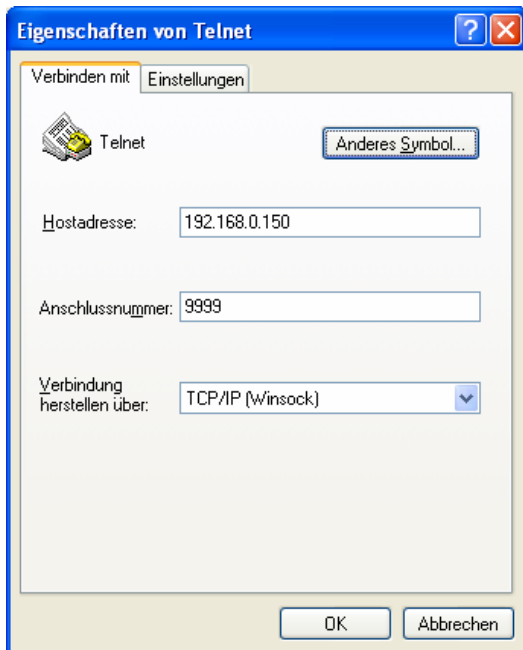 Eigenschaften von Telnet
Verbinden mit
Einstellungen
Telnet
Anderes Symbol...
Hostadresse:
192.168.0.150
Anschlussnummer:
9999
Verbindung
herstellen über:
TCP/IP (Winsock)
OK
Abbrechen